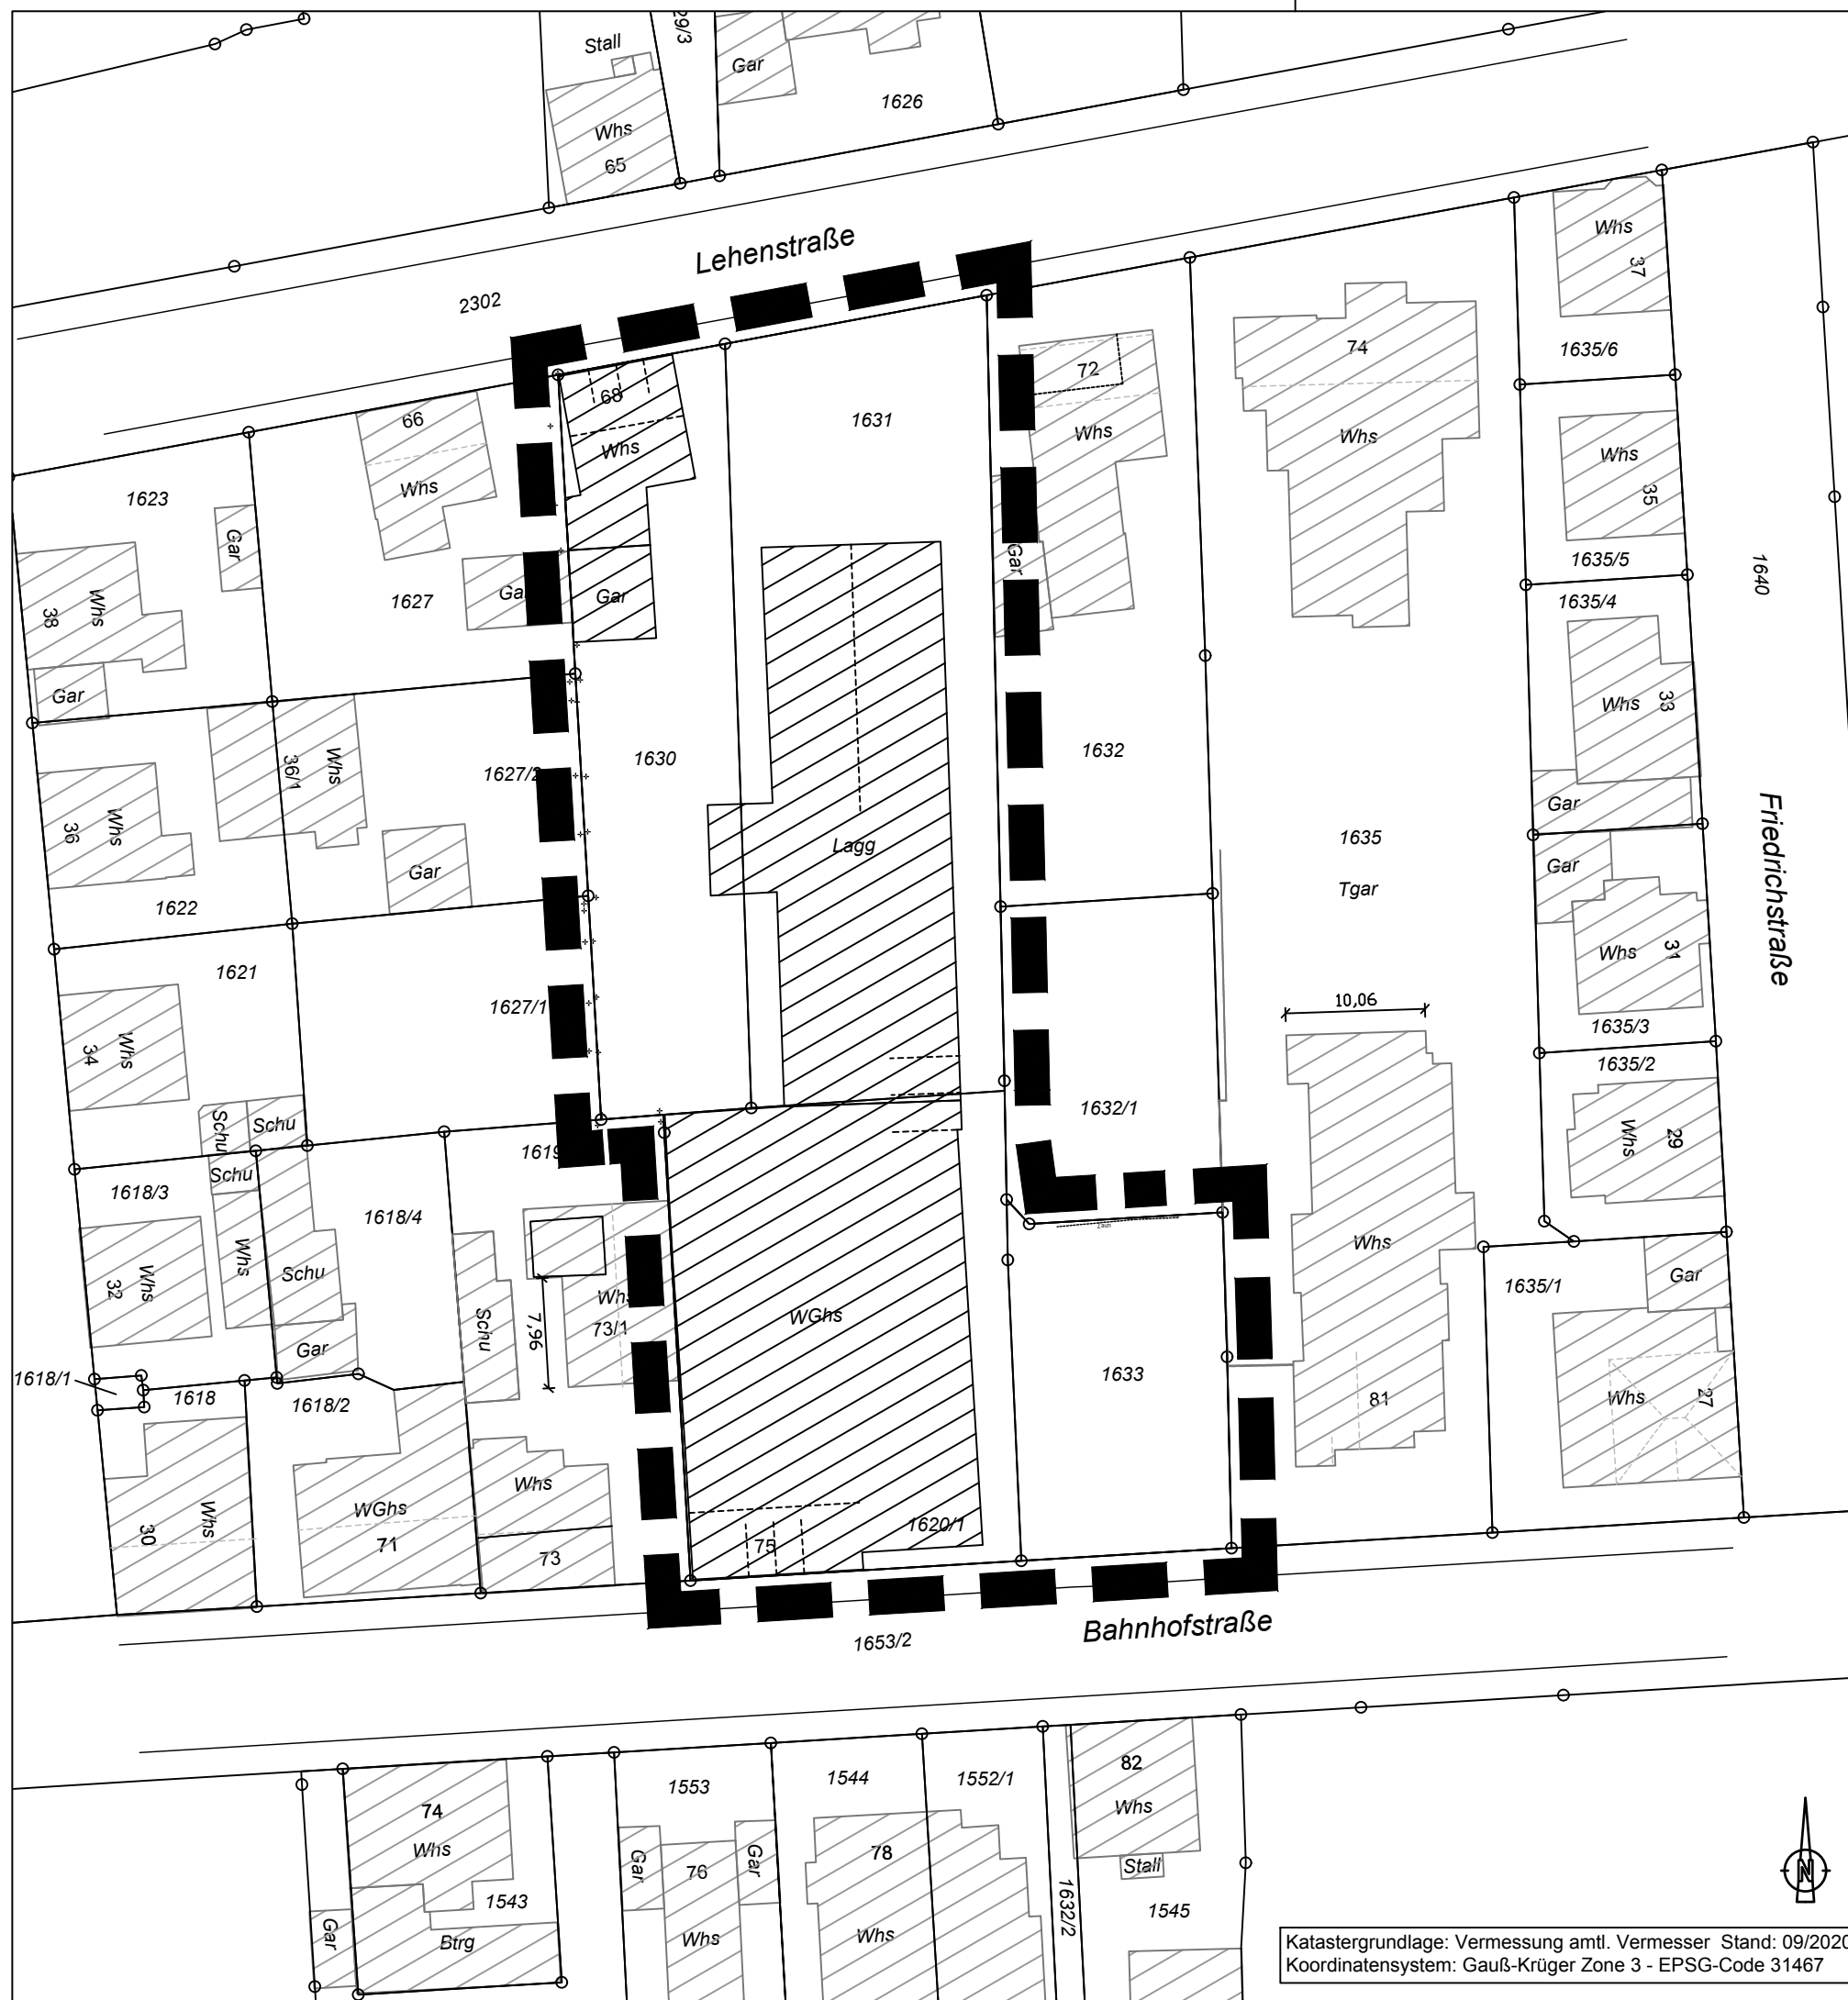 Stall
29/3
Gar
1626
Whs
65
Lehenstraße
2302
Whs
37
1635/6
66
Whs
68
Whs
1631
72
Whs
74
Whs
Whs
35
1635/5
1635/4
1640
1623
Gar
38
Whs
Gar
1627
Gar
Gar
Whs
33
Gar
36/1
Whs
1627/2
1630
1632
36
Whs
Gar
Lagg
1635
Tgar
Gar
Friedrichstraße
1622
1621
1627/1
Whs
31
1635/3
1635/2
10,06
34
Whs
Schu
Schu
Schu
1618/3
1618/4
1619
1632/1
Whs
29
32
Whs
Whs
Schu
Gar
Schu
7,96
Whs
73/1
WGhs
1633
Whs
81
1635/1
Gar
Whs
27
1618/1
1618
1618/2
30
Whs
WGhs
71
Whs
73
75
1620/1
1653/2
Bahnhofstraße
74
Whs
1543
Btrg
Gar
1553
Gar
76
Whs
Gar
1544
78
Whs
1552/1
1632/2
82
Whs
Stall
1545
N
Katastergrundlage: Vermessung amtl. Vermesser Stand: 09/2020
Koordinatensystem: Gauß-Krüger Zone 3 - EPSG-Code 31467